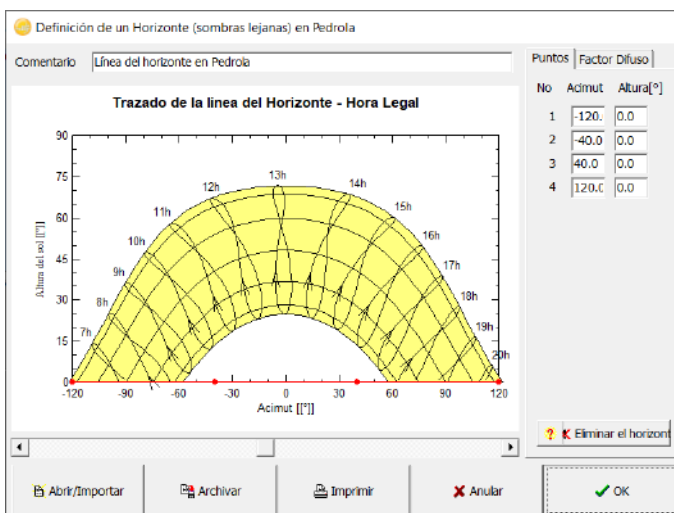 Definición de un Horizonte (sombras lejanas) en Pedrola
Comentario Línea del horizonte en Pedrola
Puntos Factor Difuso
No Acimut Altura[º]
1 -120. 0.0
2 -40.0 0.0
3 40.0 0.0
4 120.0 0.0
Trazado de la linea del Horizonte - Hora Legal
90
75
60
45
30
15
0
Altura del sol [[°]]
7h
8h
9h
10h
11h
12h
13h
14h
15h
16h
17h
18h
19h
20h
-120 -90 -60 -30 0 30 60 90 120
Acimut [[°]]
? Eliminar el horizont
Abrir/Importar Archivar Imprimir Anular OK